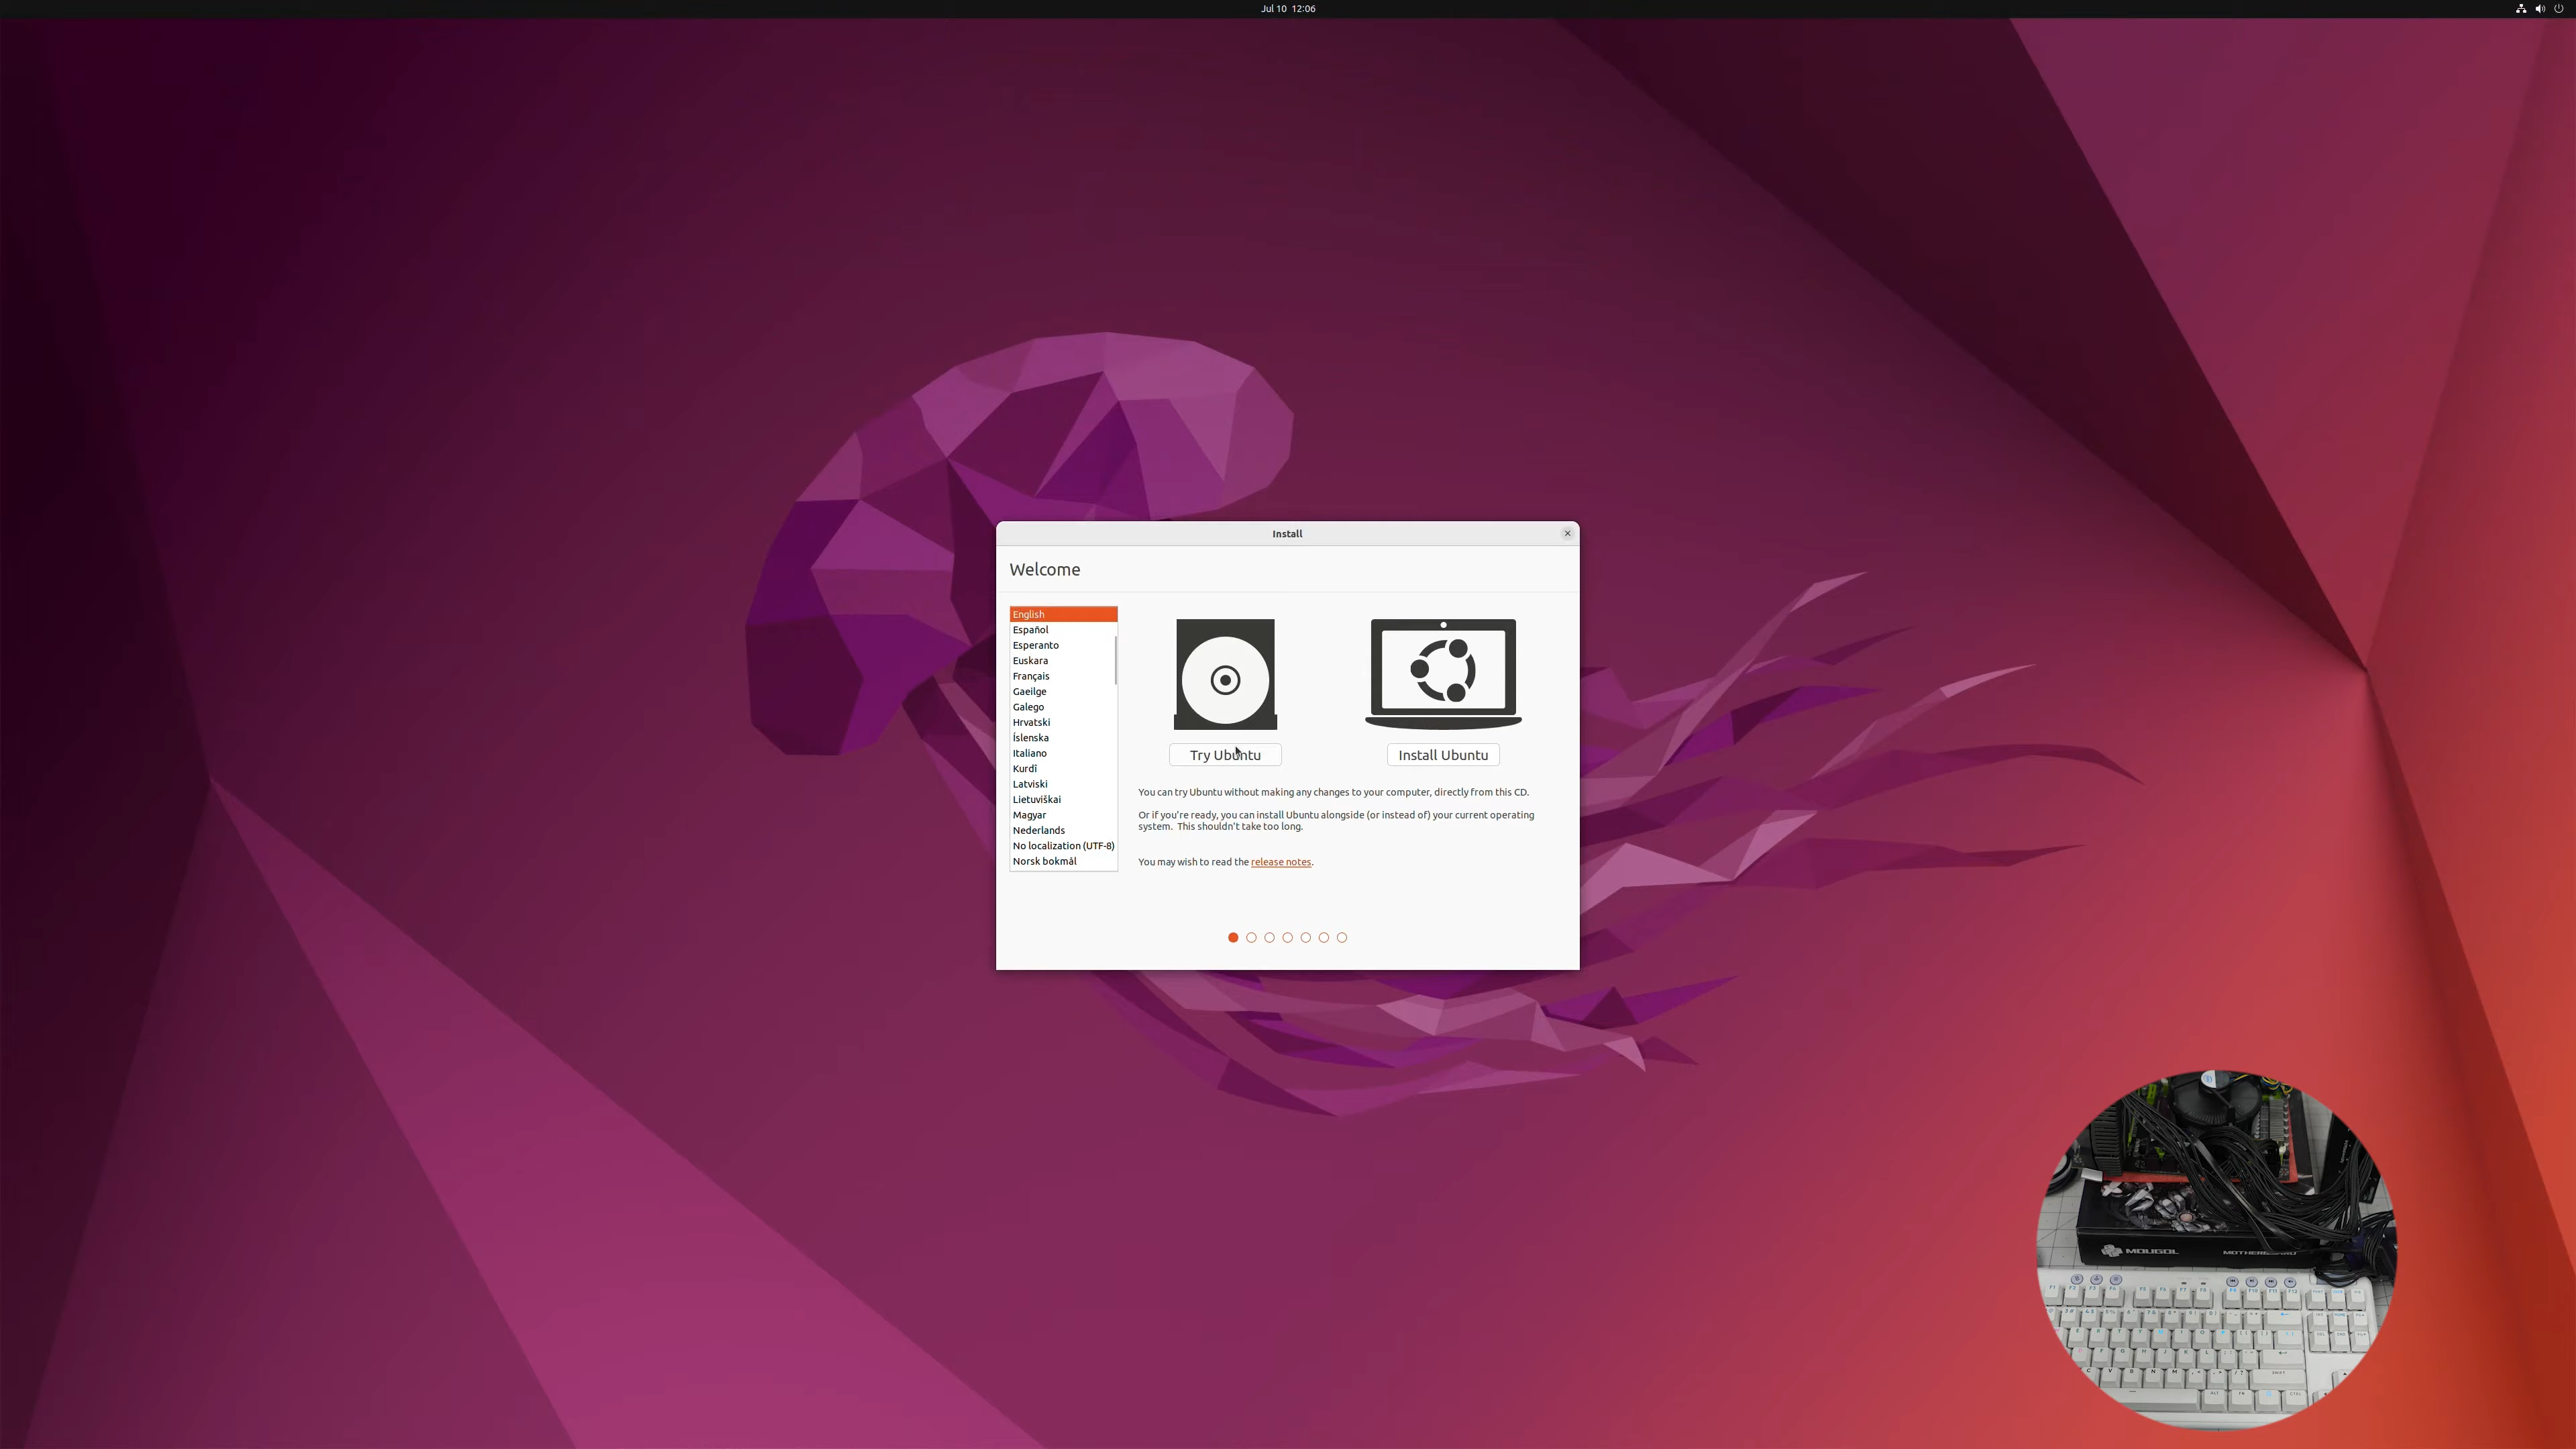 Jul 10 12:06
Install
Welcome
English
Español
Esperanto
Euskara
Français
Gaeilge
Galego
Hrvatski
Íslenska
Italiano
Kurdî
Latviski
Lietuviškai
Magyar
Nederlands
No localization (UTF-8)
Norsk bokmål
Try Ubuntu
Install Ubuntu
You can try Ubuntu without making any changes to your computer, directly from this CD.
Or if you're ready, you can install Ubuntu alongside (or instead of) your current operating
system. This shouldn't take too long.
You may wish to read the release notes.
MOUGOL
MOTHERBOARD